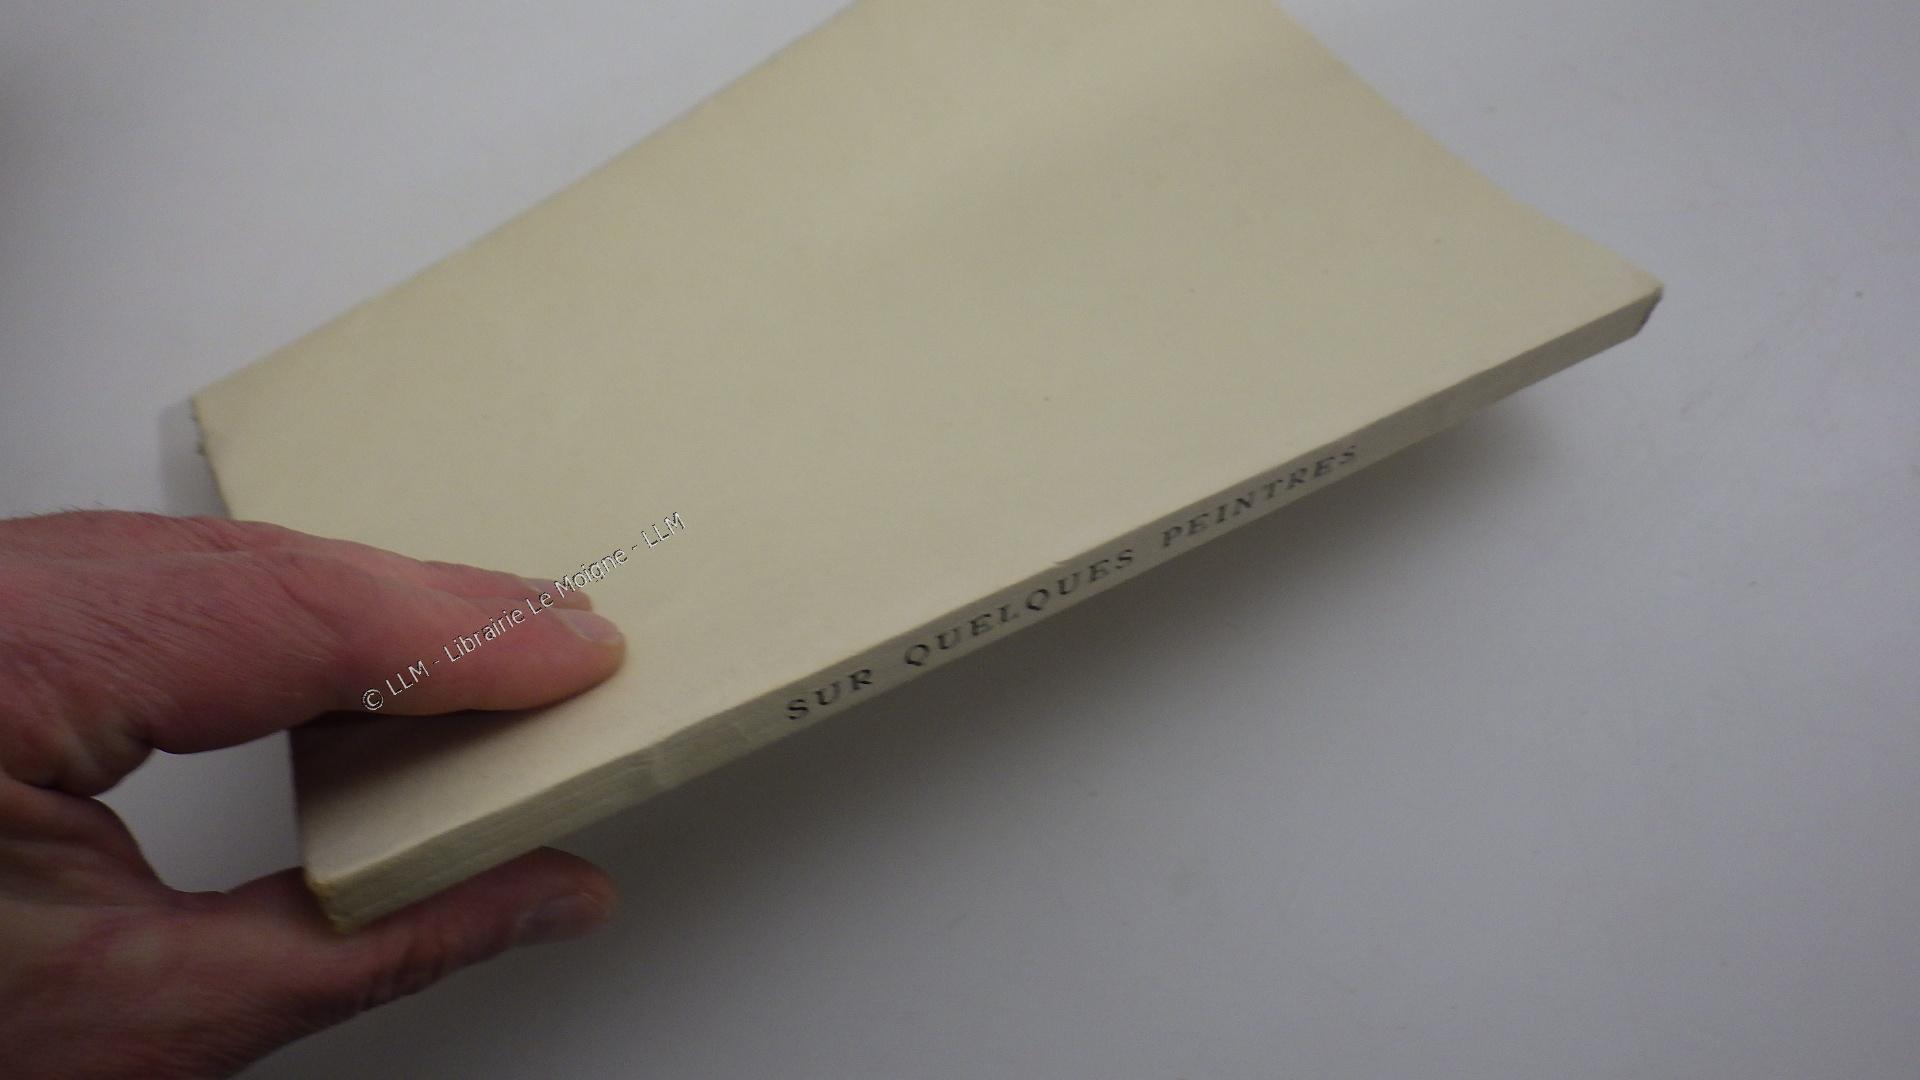 © LLM - Librairie Le Moigne - LLM
SUR QUELQUES PEINTRES